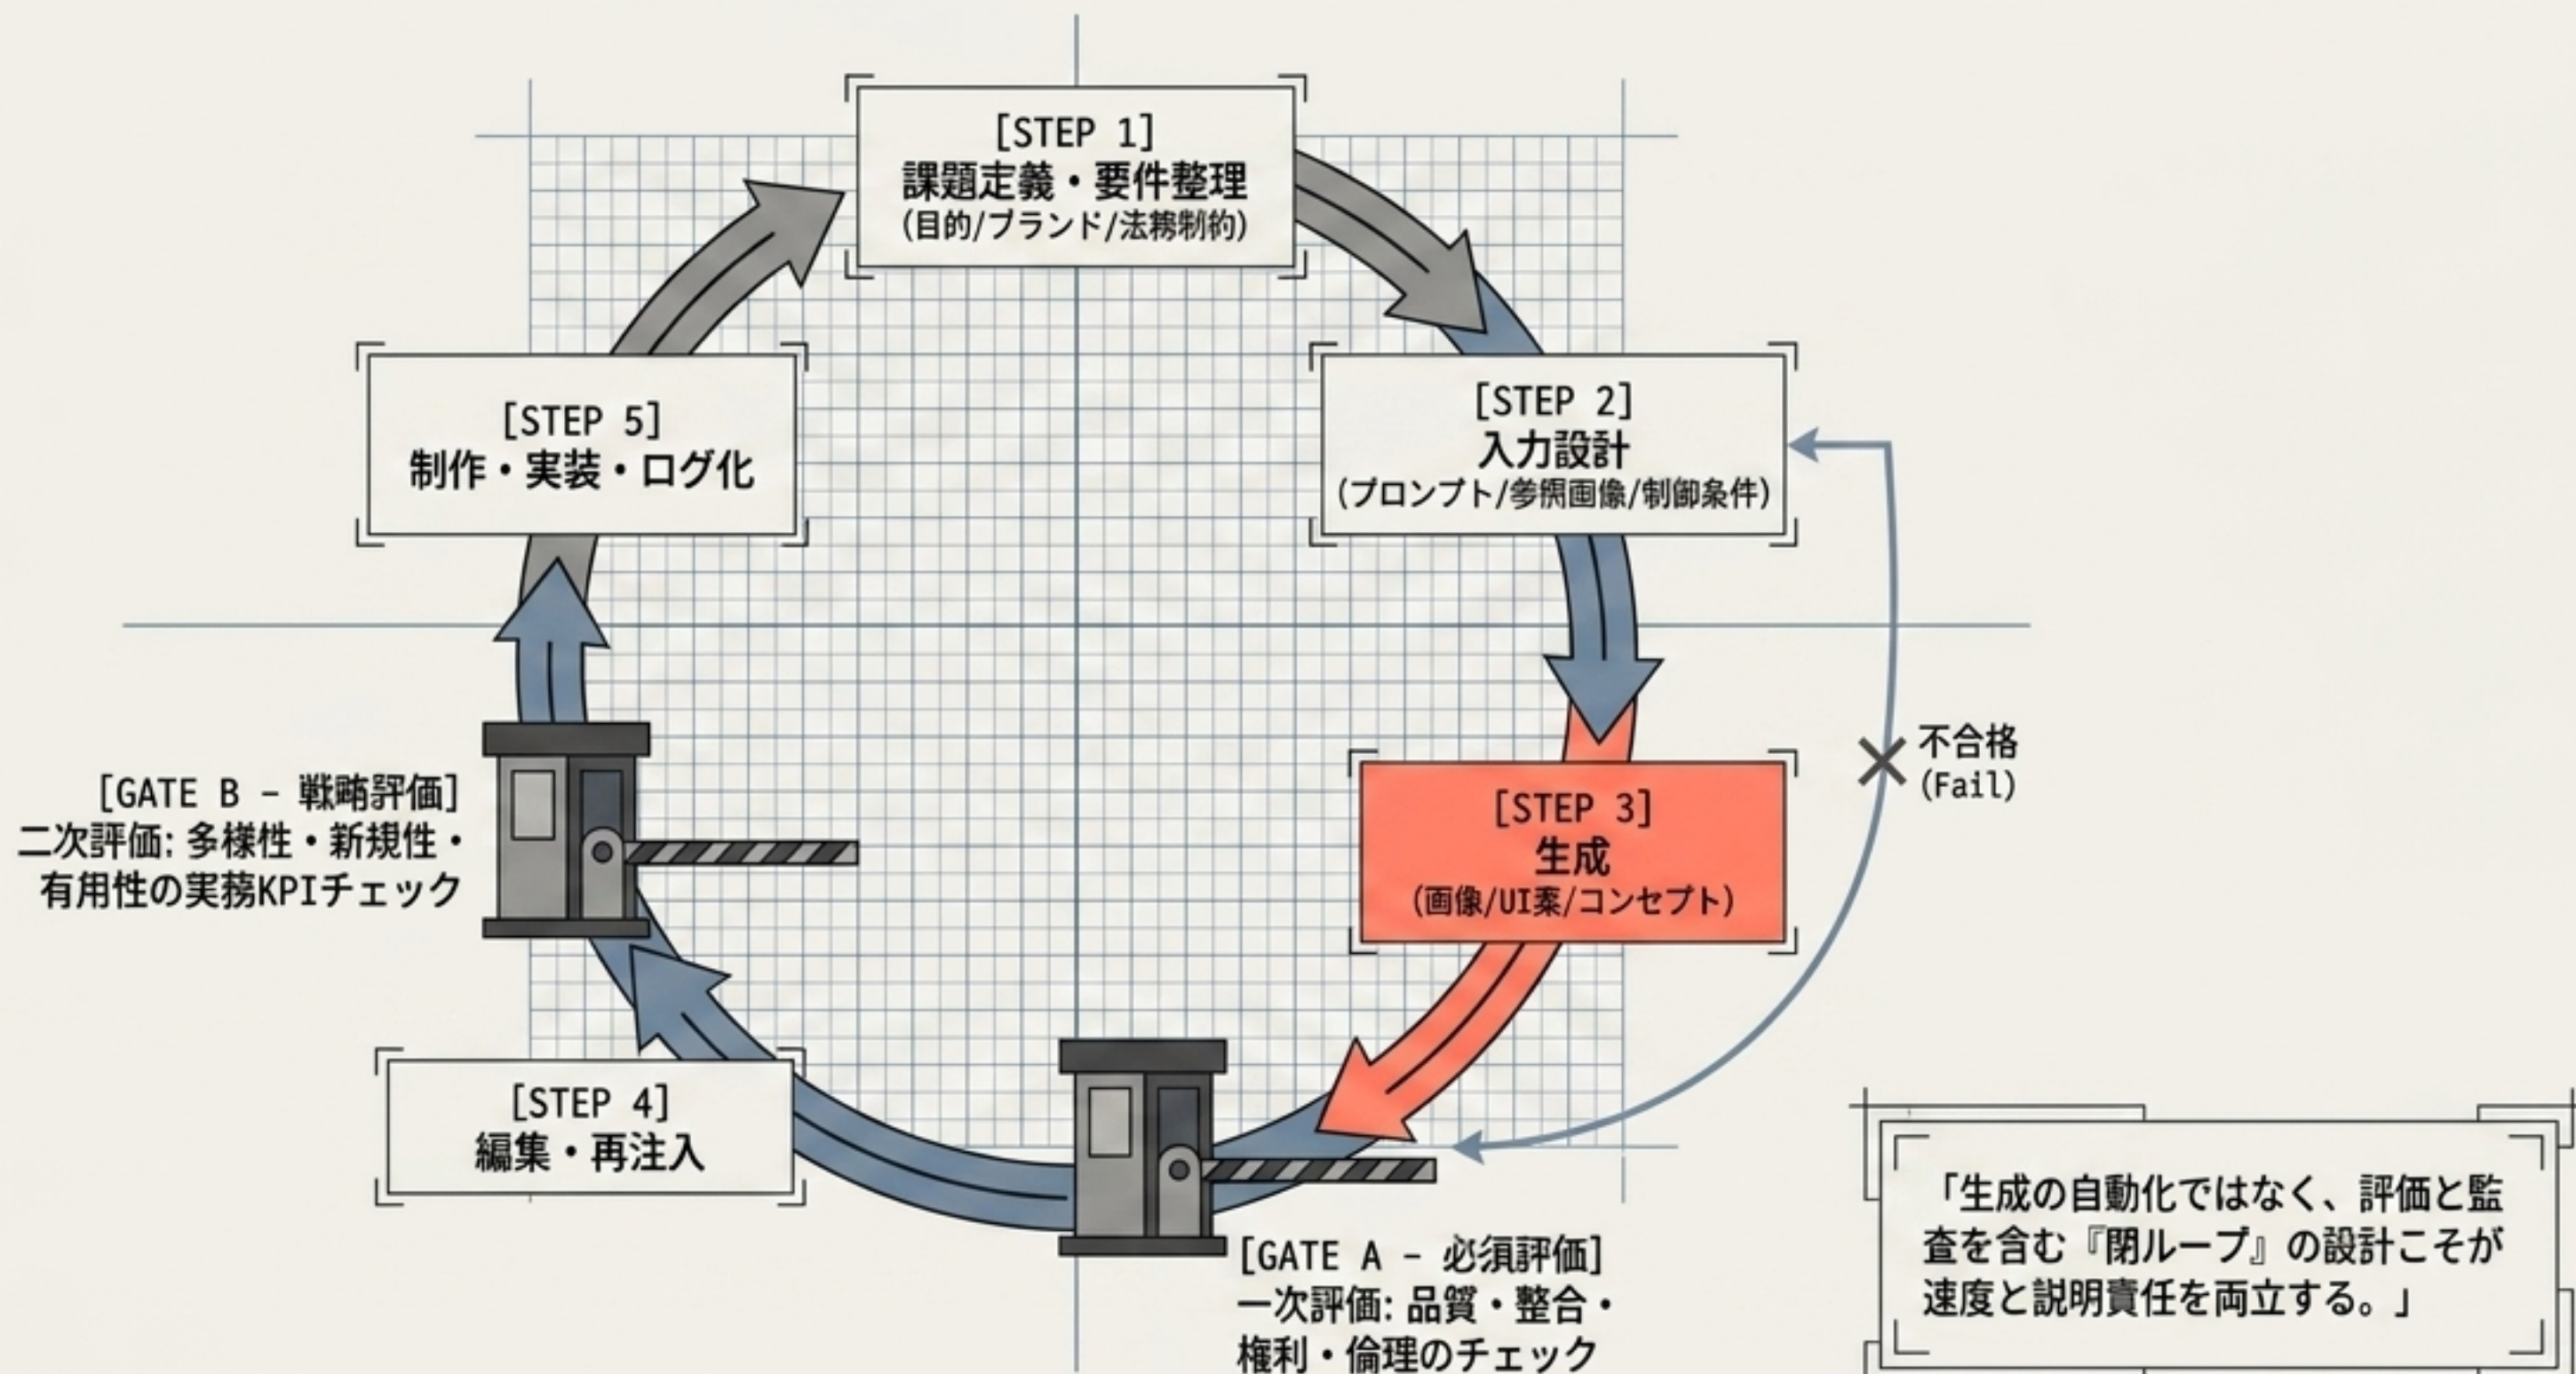 [STEP 1]
課題定義・要件整理
(目的/ブランド/法務制約)
[STEP 2]
入力設計
(プロンプト/参照画像/制御条件)
[STEP 3]
生成
(画像/UI案/コンセプト)
不合格
(Fail)
[GATE A - 必須評価]
一次評価: 品質・整合・
権利・倫理のチェック
[STEP 4]
編集・再注入
[GATE B - 戦略評価]
二次評価: 多様性・新規性・
有用性の実務KPIチェック
[STEP 5]
制作・実装・ログ化
「生成の自動化ではなく、評価と監
査を含む『閉ループ』の設計こそが
速度と説明責任を両立する。」